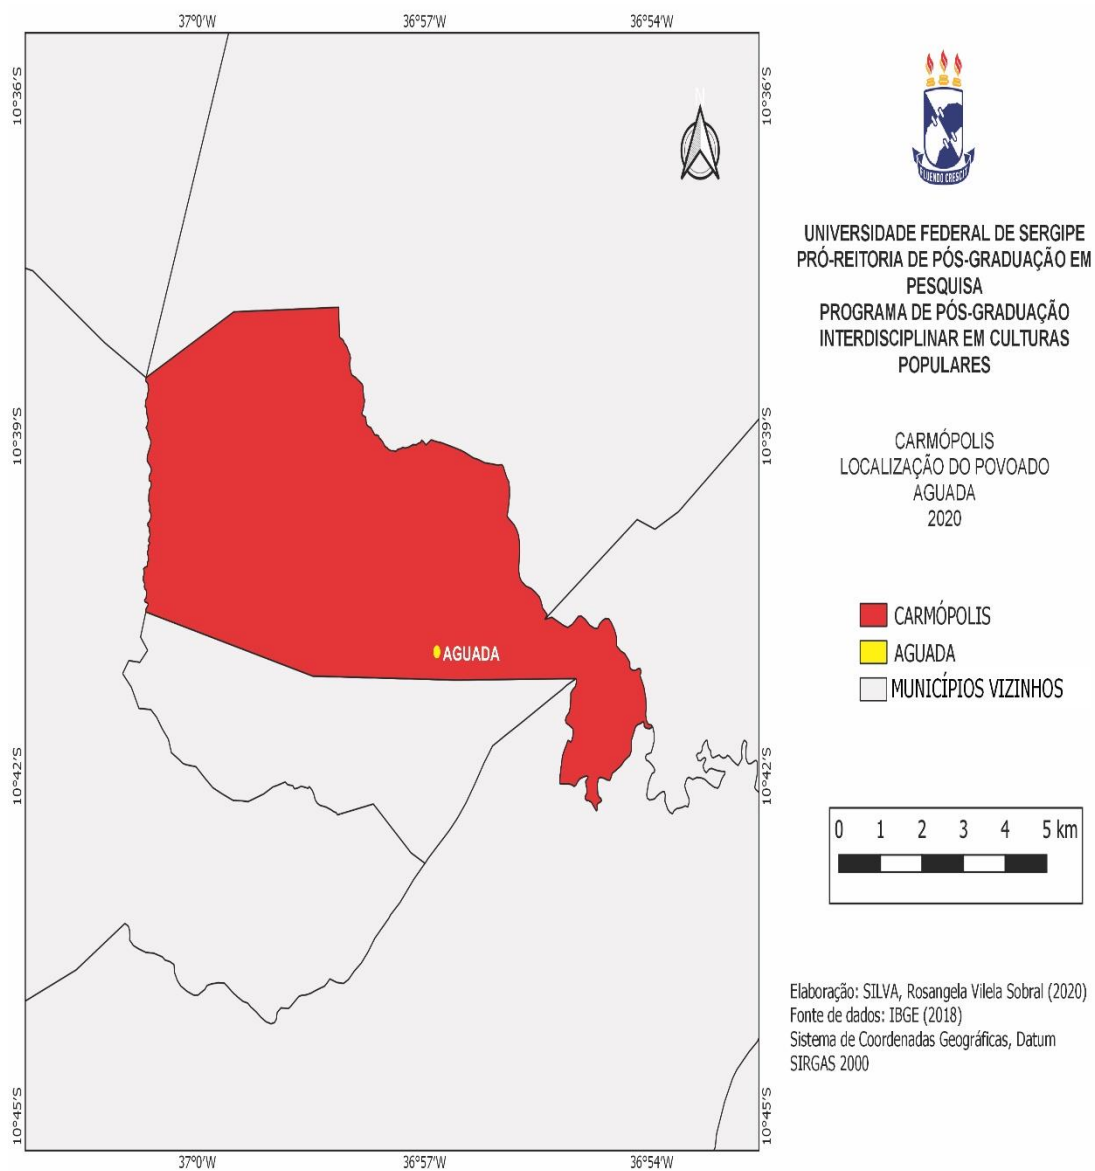 37°0'W 36°57'W 36°54'W
10°36'S 10°36'S
N
10°39'S 10°39'S
AGUADA
10°42'S 10°42'S
10°45'S 10°45'S
37°0'W 36°57'W 36°54'W
UNIVERSIDADE FEDERAL DE SERGIPE
PRÓ-REITORIA DE PÓS-GRADUAÇÃO EM
PESQUISA
PROGRAMA DE PÓS-GRADUAÇÃO
INTERDISCIPLINAR EM CULTURAS
POPULARES
CARMÓPOLIS
LOCALIZAÇÃO DO POVOADO
AGUADA
2020
CARMÓPOLIS
AGUADA
MUNICÍPIOS VIZINHOS
0 1 2 3 4 5 km
Elaboração: SILVA, Rosangela Vilela Sobral (2020)
Fonte de dados: IBGE (2018)
Sistema de Coordenadas Geográficas, Datum
SIRGAS 2000